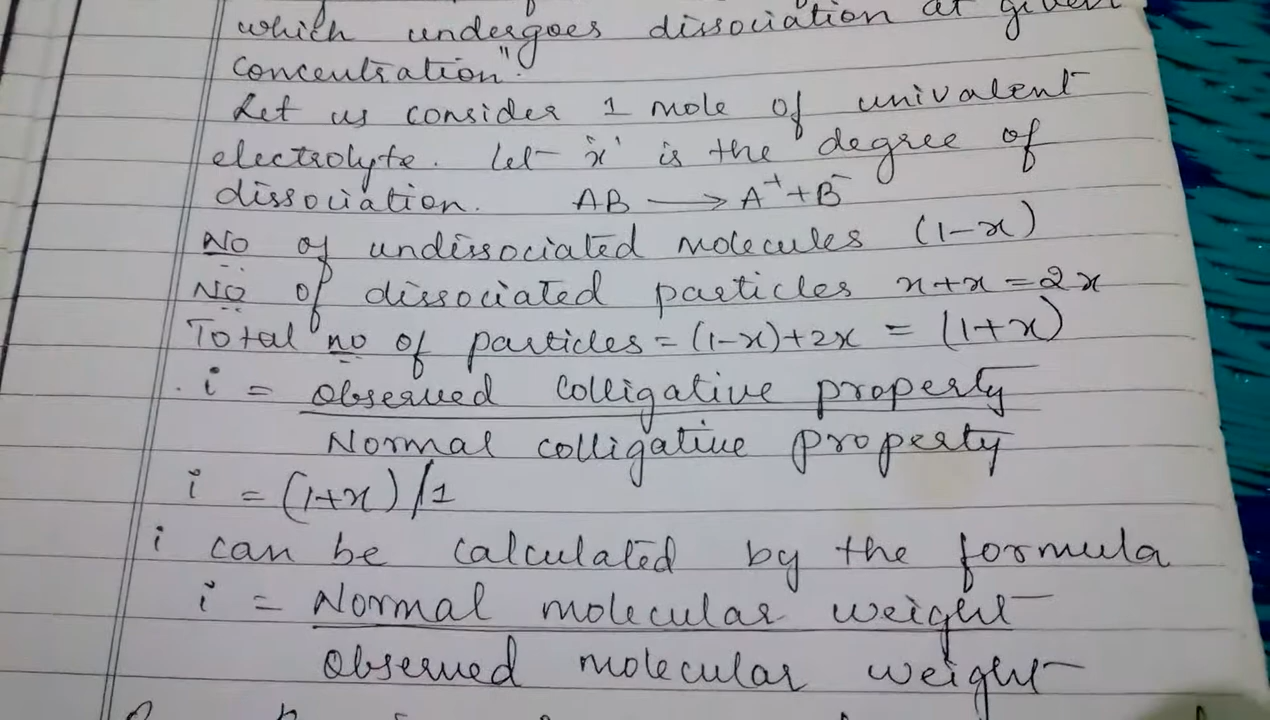 which undergoes dissociation at given
concentration".
Let us consider 1 mole of univalent
electrolyte. Let 'x' is the degree of
dissociation. AB ⟶ A⁺ + B⁻
No of undissociated molecules (1-x)
No of dissociated particles x+x = 2x
Total no of particles = (1-x)+2x = (1+x)
i = Observed colligative property
Normal colligative property
i = (1+x)/1
i can be calculated by the formula
i = Normal molecular weight
Observed molecular weight